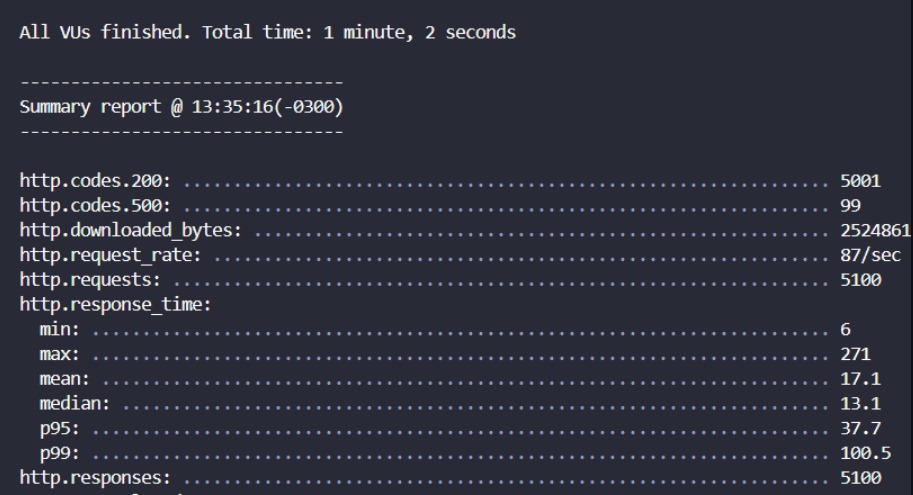 All VUs finished. Total time: 1 minute, 2 seconds
--------------------------------
Summary report @ 13:35:16(-0300)
--------------------------------
http.codes.200: ................................................................ 5001
http.codes.500: ................................................................ 99
http.downloaded_bytes: ......................................................... 2524861
http.request_rate: ............................................................. 87/sec
http.requests: ................................................................. 5100
http.response_time:
  min: ......................................................................... 6
  max: ......................................................................... 271
  mean: ........................................................................ 17.1
  median: ...................................................................... 13.1
  p95: ......................................................................... 37.7
  p99: ......................................................................... 100.5
http.responses: ................................................................ 5100